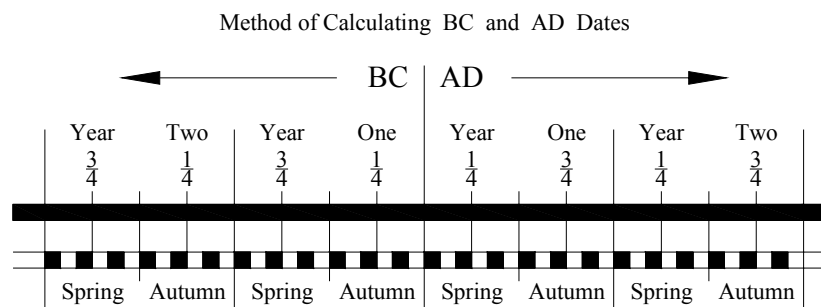 Method of Calculating BC and AD Dates
BC AD
Year Two Year One Year One Year Two
3/4 1/4 3/4 1/4 1/4 3/4 1/4 3/4
Spring Autumn Spring Autumn Spring Autumn Spring Autumn